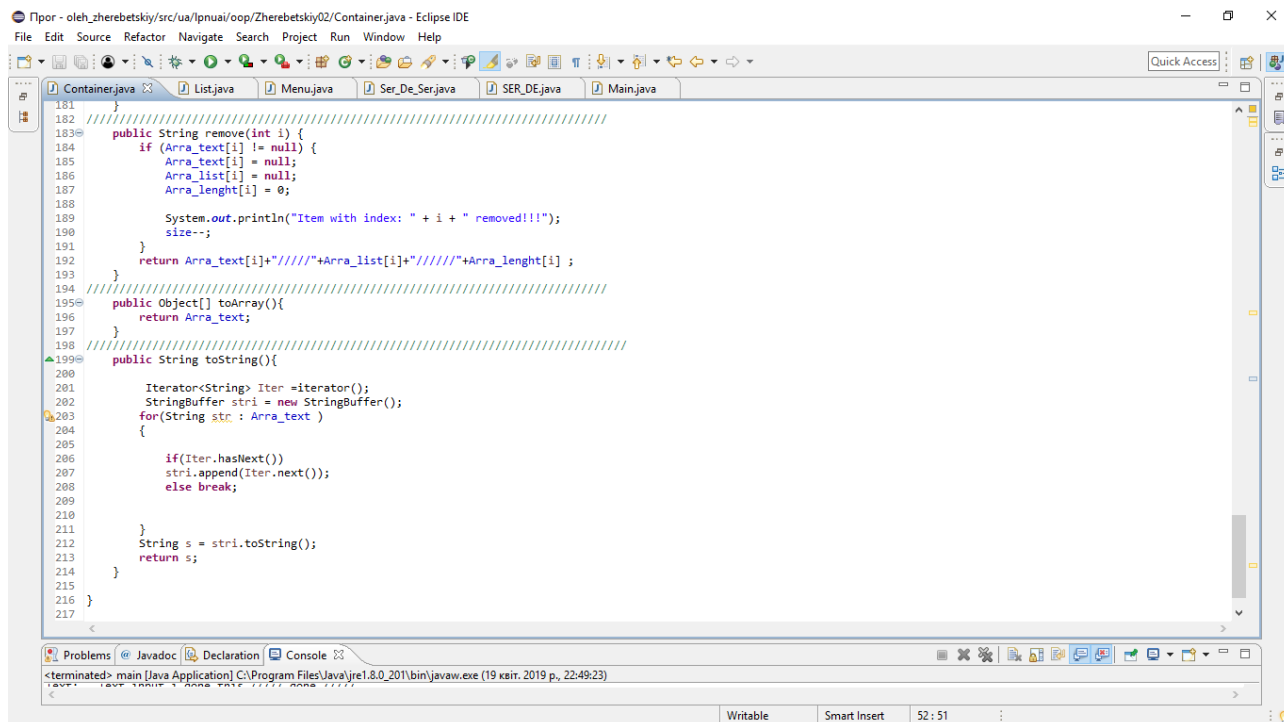 Прог - oleh_zherebetskiy/src/ua/lpnuai/oop/Zherebetskiy02/Container.java - Eclipse IDE
File Edit Source Refactor Navigate Search Project Run Window Help
Quick Access
Container.java List.java Menu.java Ser_De_Ser.java SER_DE.java Main.java
181 }
182 ///////////////////////////////////////////////////////////////////////////////
183 public String remove(int i) {
184 if (Arra_text[i] != null) {
185 Arra_text[i] = null;
186 Arra_list[i] = null;
187 Arra_lenght[i] = 0;
188
189 System.out.println("Item with index: " + i + " removed!!!");
190 size--;
191 }
192 return Arra_text[i]+"/////"+Arra_list[i]+"//////"+Arra_lenght[i] ;
193 }
194 ///////////////////////////////////////////////////////////////////////////////
195 public Object[] toArray(){
196 return Arra_text;
197 }
198 //////////////////////////////////////////////////////////////////////////////////
199 public String toString(){
200
201 Iterator<String> Iter =iterator();
202 StringBuffer stri = new StringBuffer();
203 for(String str : Arra_text )
204 {
205
206 if(Iter.hasNext())
207 stri.append(Iter.next());
208 else break;
209
210
211 }
212 String s = stri.toString();
213 return s;
214 }
215
216 }
217
Problems @ Javadoc Declaration Console
<terminated> main [Java Application] C:\Program Files\Java\jre1.8.0_201\bin\javaw.exe (19 квіт. 2019 р., 22:49:23)
Writable Smart Insert 52 : 51